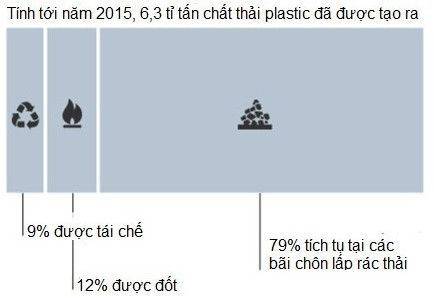 Tính tới năm 2015, 6,3 tỉ tấn chất thải plastic đã được tạo ra
9% được tái chế
12% được đốt
79% tích tụ tại các
bãi chôn lấp rác thải